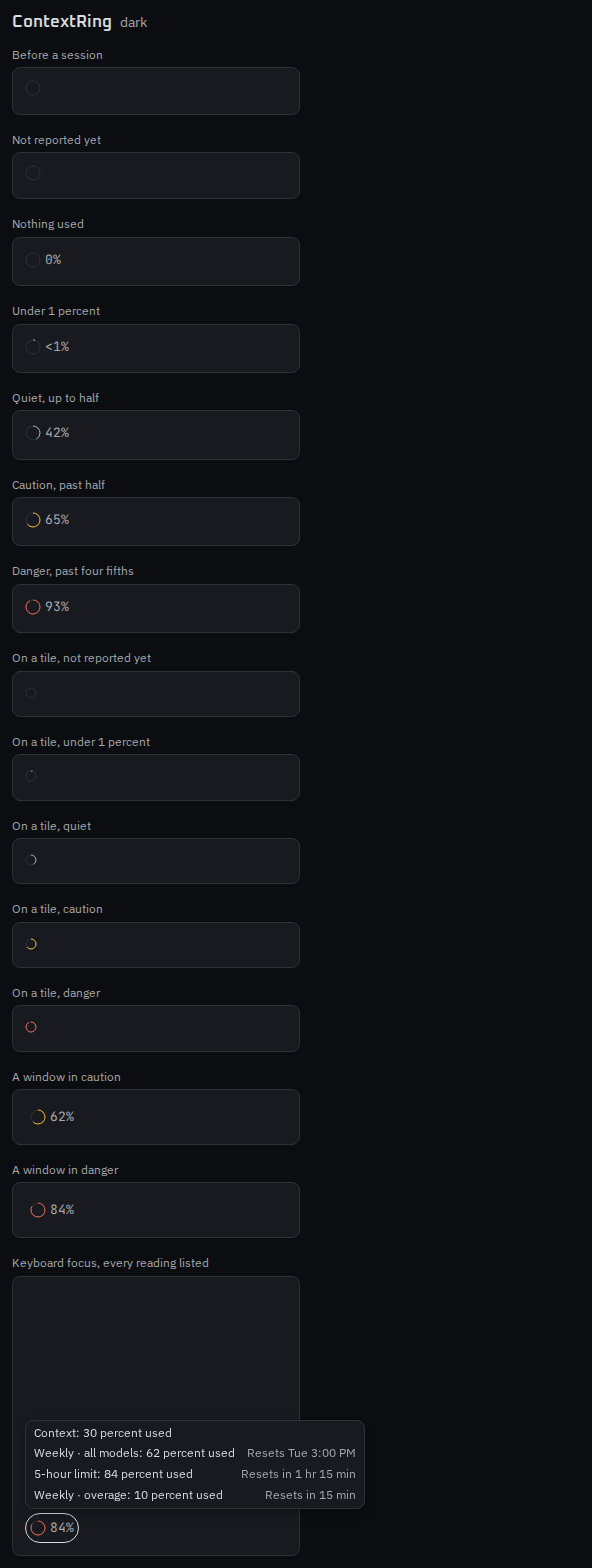 ContextRing dark
Before a session
Not reported yet
Nothing used
0%
Under 1 percent
<1%
Quiet, up to half
42%
Caution, past half
65%
Danger, past four fifths
93%
On a tile, not reported yet
On a tile, under 1 percent
On a tile, quiet
On a tile, caution
On a tile, danger
A window in caution
62%
A window in danger
84%
Keyboard focus, every reading listed
Context: 30 percent used
Weekly · all models: 62 percent used Resets Tue 3:00 PM
5-hour limit: 84 percent used Resets in 1 hr 15 min
Weekly · overage: 10 percent used Resets in 15 min
84%